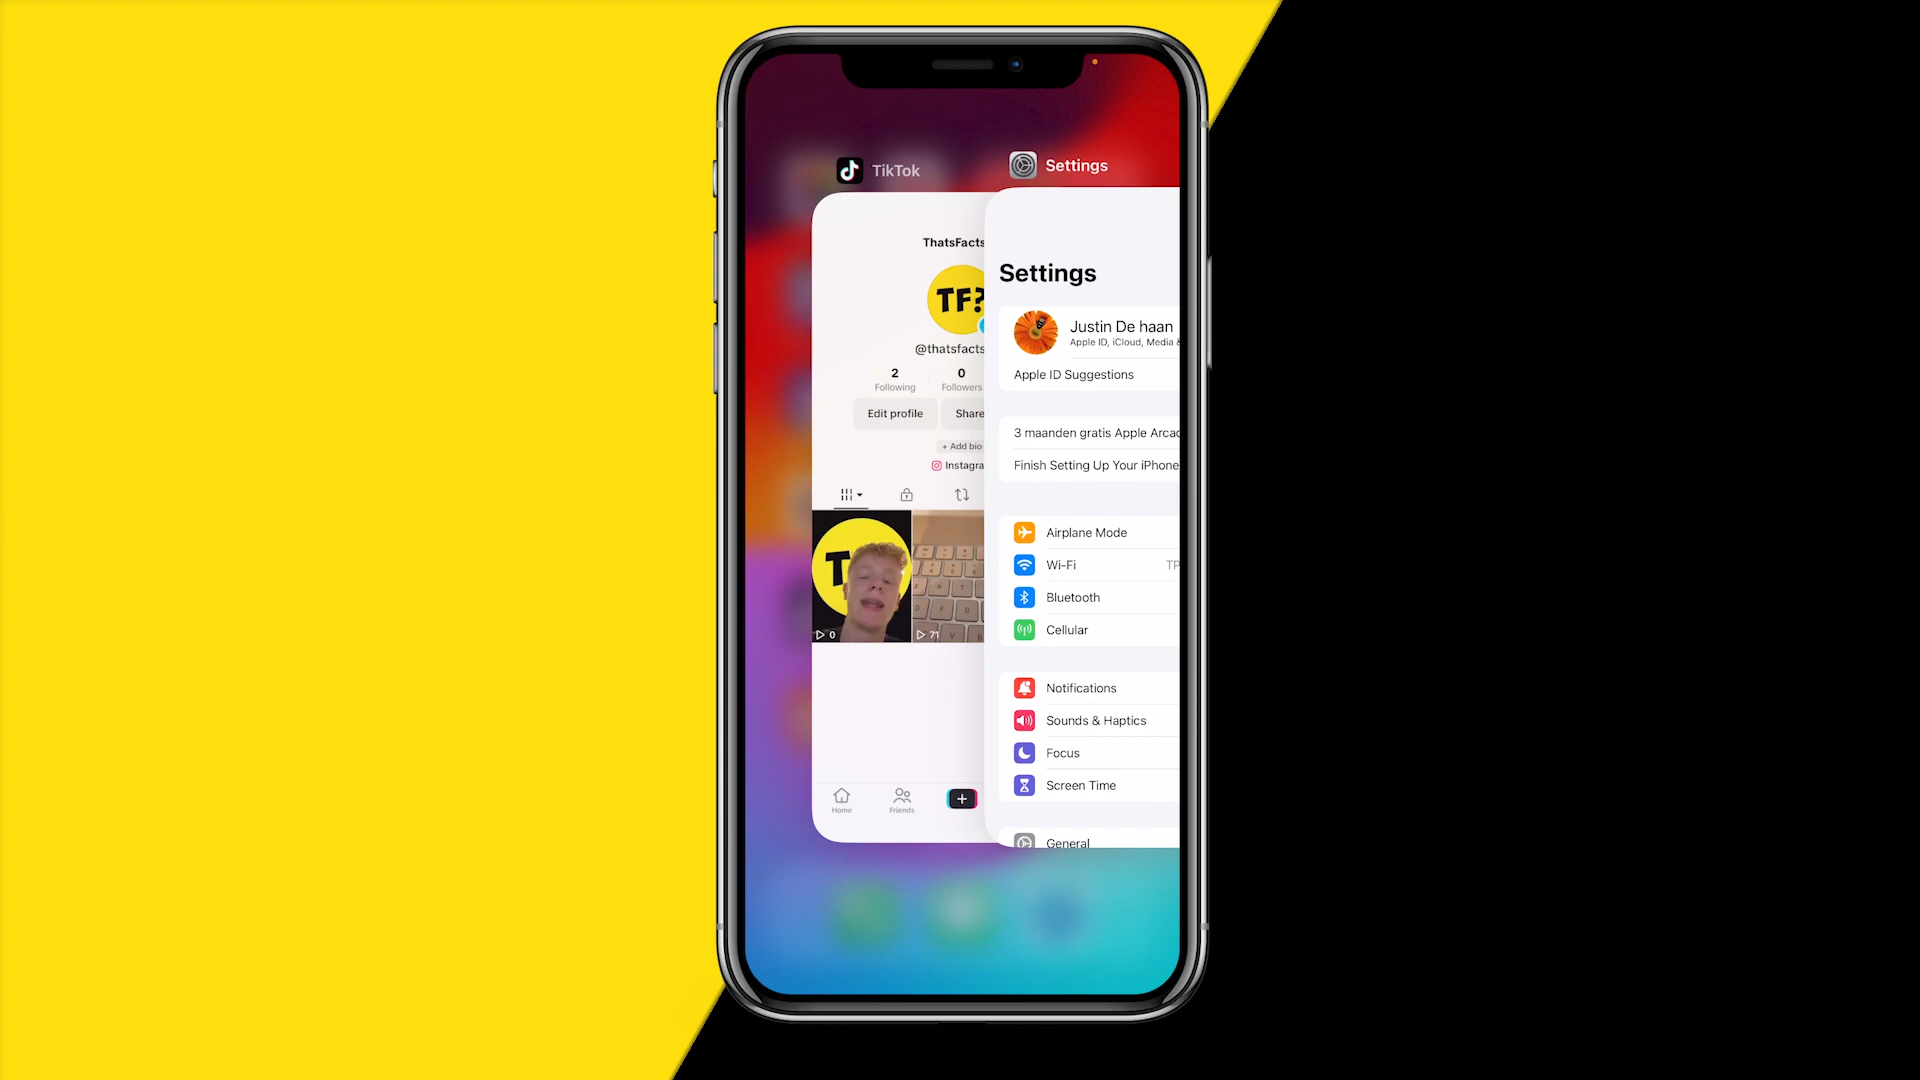 TikTok
Settings
ThatsFacts
TF?
@thatsfacts
2
Following
0
Followers
Edit profile
Share
+ Add bio
Instagra
T
0
71
Home
Friends
Settings
Justin De haan
Apple ID, iCloud, Media &
Apple ID Suggestions
3 maanden gratis Apple Arcad
Finish Setting Up Your iPhone
Airplane Mode
Wi-Fi
TP
Bluetooth
Cellular
Notifications
Sounds & Haptics
Focus
Screen Time
General